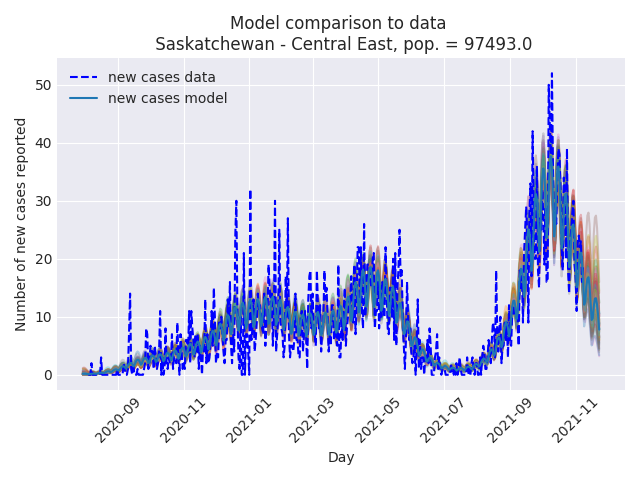 Model comparison to data
Saskatchewan - Central East, pop. = 97493.0
new cases data
new cases model
Number of new cases reported
50
40
30
20
10
0
2020-09
2020-11
2021-01
2021-03
2021-05
2021-07
2021-09
2021-11
Day